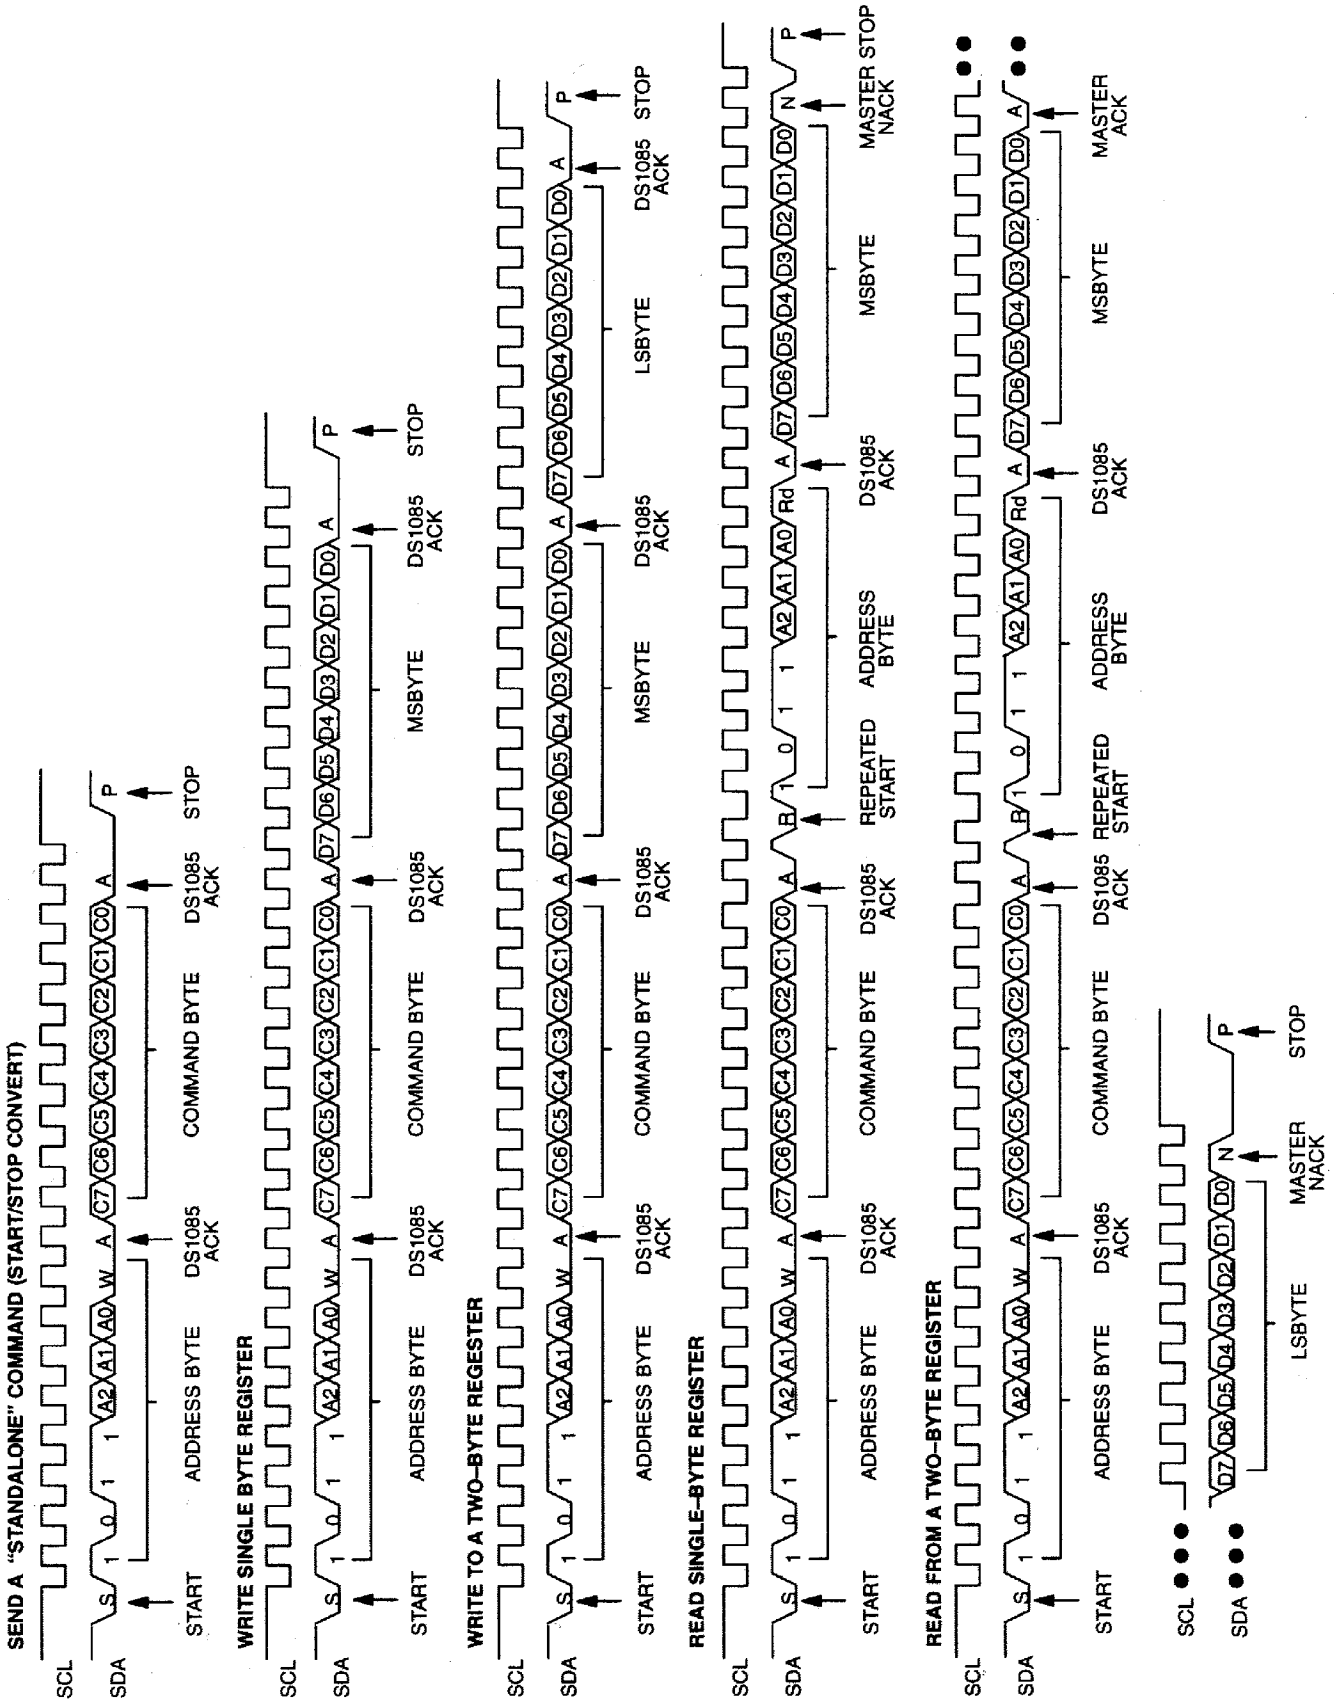 SEND A "STANDALONE" COMMAND (START/STOP CONVERT)
SCL
SDA S 1 0 1 1 A2 A1 A0 W A C7 C6 C5 C4 C3 C2 C1 C0 A P
START ADDRESS BYTE DS1085 COMMAND BYTE DS1085 STOP
ACK ACK
WRITE SINGLE BYTE REGISTER
SCL
SDA S 1 0 1 1 A2 A1 A0 W A C7 C6 C5 C4 C3 C2 C1 C0 A D7 D6 D5 D4 D3 D2 D1 D0 A P
START ADDRESS BYTE DS1085 COMMAND BYTE DS1085 MSBYTE DS1085 STOP
ACK ACK ACK
WRITE TO A TWO–BYTE REGESTER
SCL
SDA S 1 0 1 1 A2 A1 A0 W A C7 C6 C5 C4 C3 C2 C1 C0 A D7 D6 D5 D4 D3 D2 D1 D0 A D7 D6 D5 D4 D3 D2 D1 D0 A P
START ADDRESS BYTE DS1085 COMMAND BYTE DS1085 MSBYTE DS1085 LSBYTE DS1085 STOP
ACK ACK ACK ACK
READ SINGLE–BYTE REGISTER
SCL
SDA S 1 0 1 1 A2 A1 A0 W A C7 C6 C5 C4 C3 C2 C1 C0 A R 1 0 1 1 A2 A1 A0 Rd A D7 D6 D5 D4 D3 D2 D1 D0 N P
START ADDRESS BYTE DS1085 COMMAND BYTE DS1085 REPEATED ADDRESS DS1085 MSBYTE MASTER STOP
ACK ACK START BYTE ACK NACK
READ FROM A TWO–BYTE REGISTER
SCL
SDA S 1 0 1 1 A2 A1 A0 W A C7 C6 C5 C4 C3 C2 C1 C0 A R 1 0 1 1 A2 A1 A0 Rd A D7 D6 D5 D4 D3 D2 D1 D0 A
START ADDRESS BYTE DS1085 COMMAND BYTE DS1085 REPEATED ADDRESS DS1085 MSBYTE MASTER
ACK ACK START BYTE ACK ACK
SCL
SDA D7 D6 D5 D4 D3 D2 D1 D0 N P
LSBYTE MASTER STOP
NACK